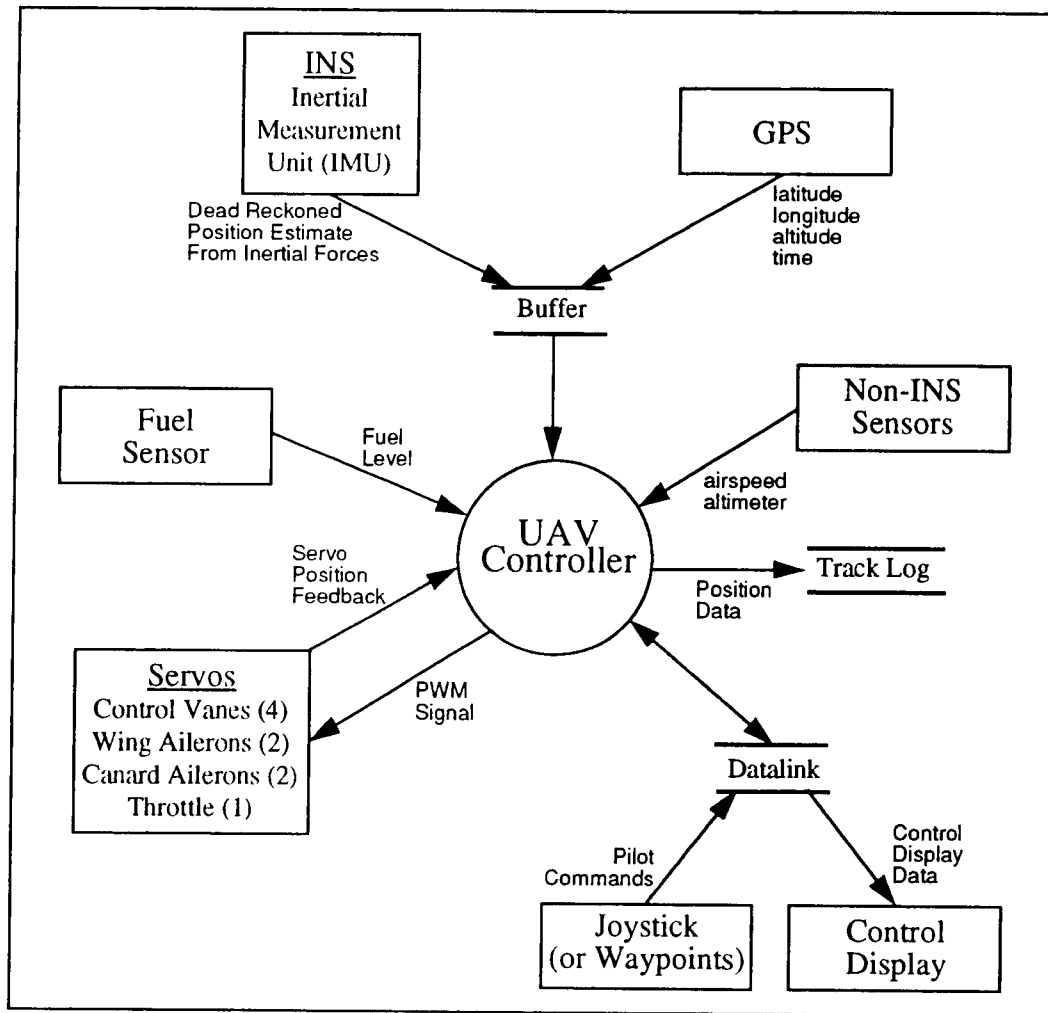 INS
Inertial
Measurement
Unit (IMU)
GPS
Dead Reckoned
Position Estimate
From Inertial Forces
latitude
longitude
altitude
time
Buffer
Fuel
Sensor
Non-INS
Sensors
Fuel
Level
airspeed
altimeter
UAV
Controller
Servo
Position
Feedback
Track Log
Position
Data
Servos
Control Vanes (4)
Wing Ailerons (2)
Canard Ailerons (2)
Throttle (1)
PWM
Signal
Datalink
Pilot
Commands
Control
Display
Data
Joystick
(or Waypoints)
Control
Display